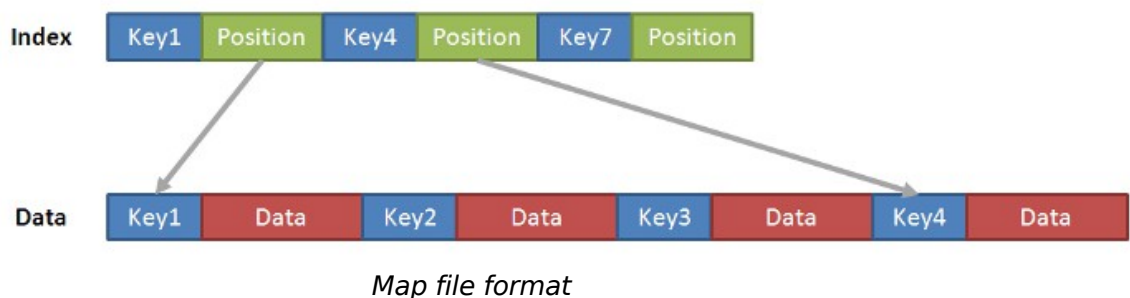 Index Key1 Position Key4 Position Key7 Position
Data Key1 Data Key2 Data Key3 Data Key4 Data
Map file format